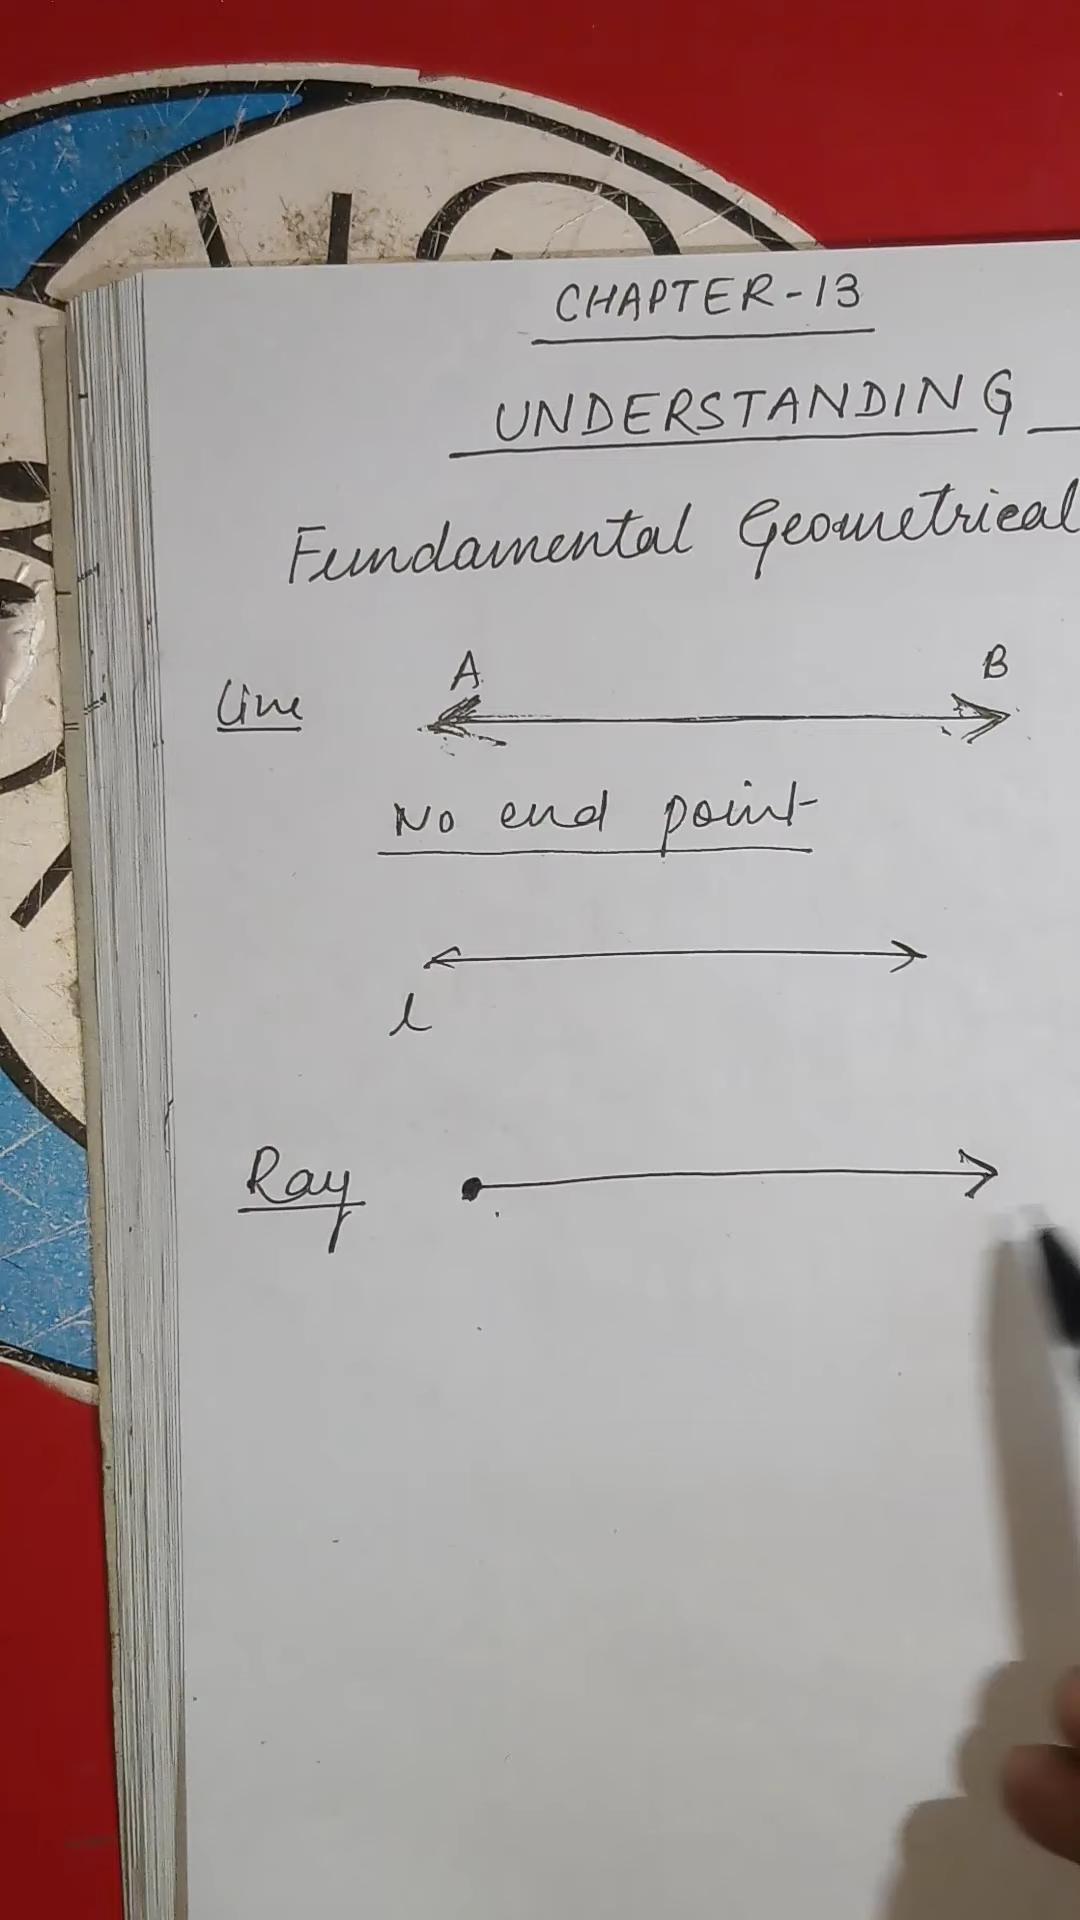 CHAPTER-13
UNDERSTANDING
Fundamental Geometrical
A B
Line
No end point
l
Ray